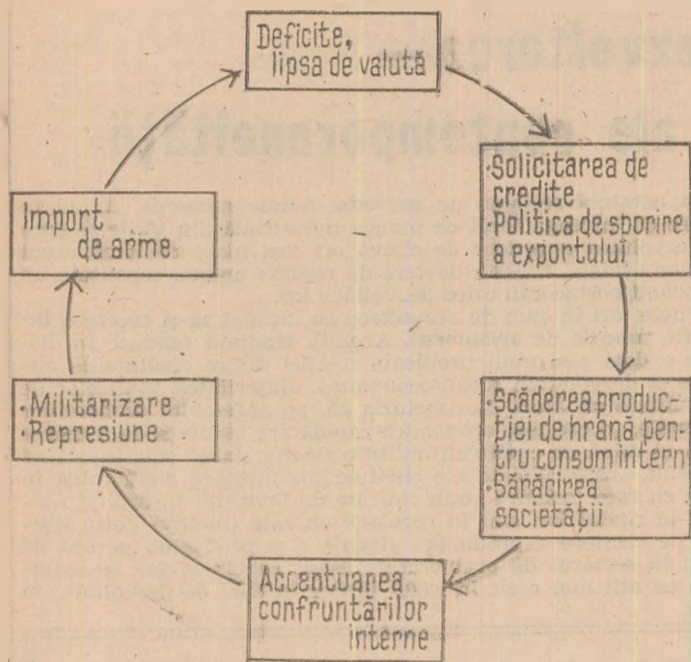 Deficite,
lipsa de valută
·Solicitarea de
credite
·Politica de sporire
a exportului
·Scăderea produc-
ției de hrană pen-
tru consum intern
·Sărăcirea
societății
Accentuarea
confruntărilor
interne
·Militarizare
·Represiune
Import
de arme